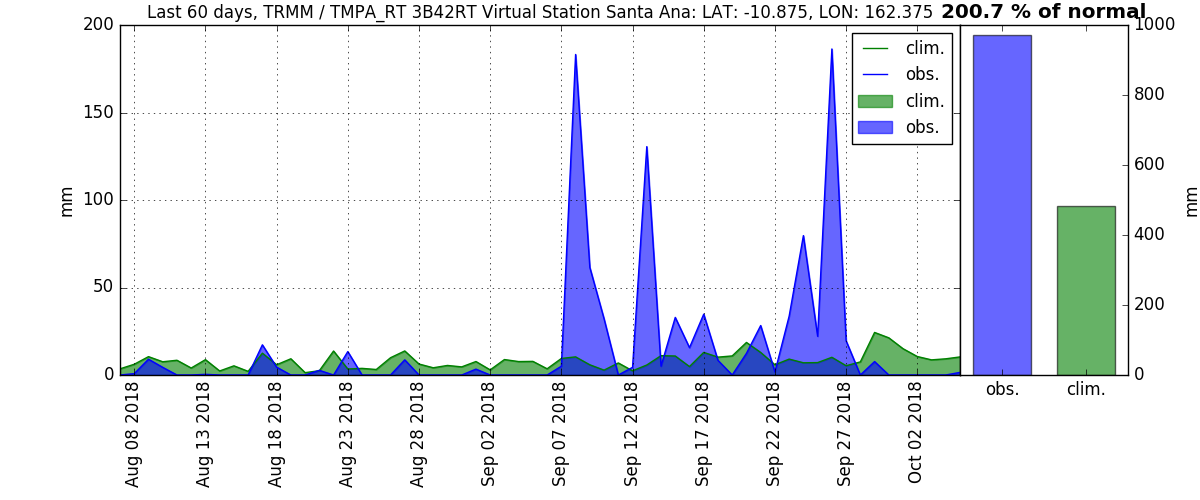 Last 60 days, TRMM / TMPA_RT 3B42RT Virtual Station Santa Ana: LAT: -10.875, LON: 162.375 200.7 % of normal
200
150
100
50
0
mm
clim.
obs.
clim.
obs.
1000
800
600
400
200
0
mm
obs. clim.
Aug 08 2018
Aug 13 2018
Aug 18 2018
Aug 23 2018
Aug 28 2018
Sep 02 2018
Sep 07 2018
Sep 12 2018
Sep 17 2018
Sep 22 2018
Sep 27 2018
Oct 02 2018